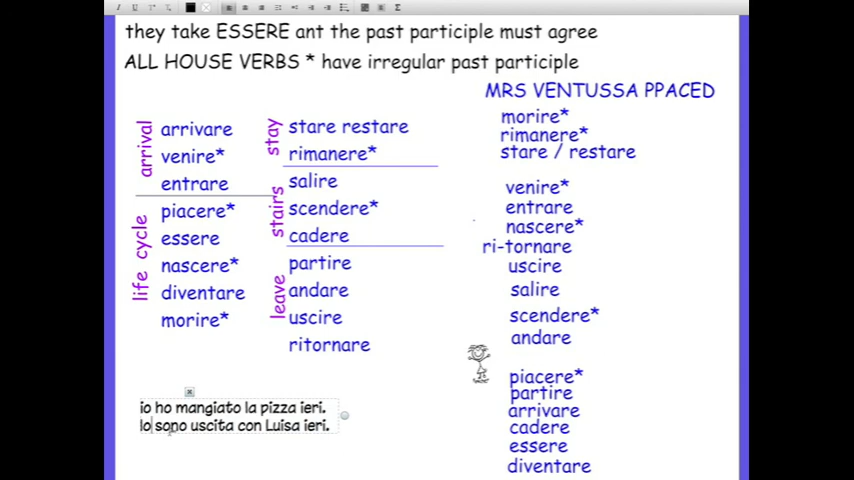 they take ESSERE ant the past participle must agree
ALL HOUSE VERBS * have irregular past participle
arrival
arrivare
venire*
entrare
life cycle
piacere*
essere
nascere*
diventare
morire*
stay
stare restare
rimanere*
stairs
salire
scendere*
cadere
leave
partire
andare
uscire
ritornare
MRS VENTUSSA PPACED
morire*
rimanere*
stare / restare
venire*
entrare
nascere*
ri-tornare
uscire
salire
scendere*
andare
piacere*
partire
arrivare
cadere
essere
diventare
io ho mangiato la pizza ieri.
Io sono uscita con Luisa ieri.